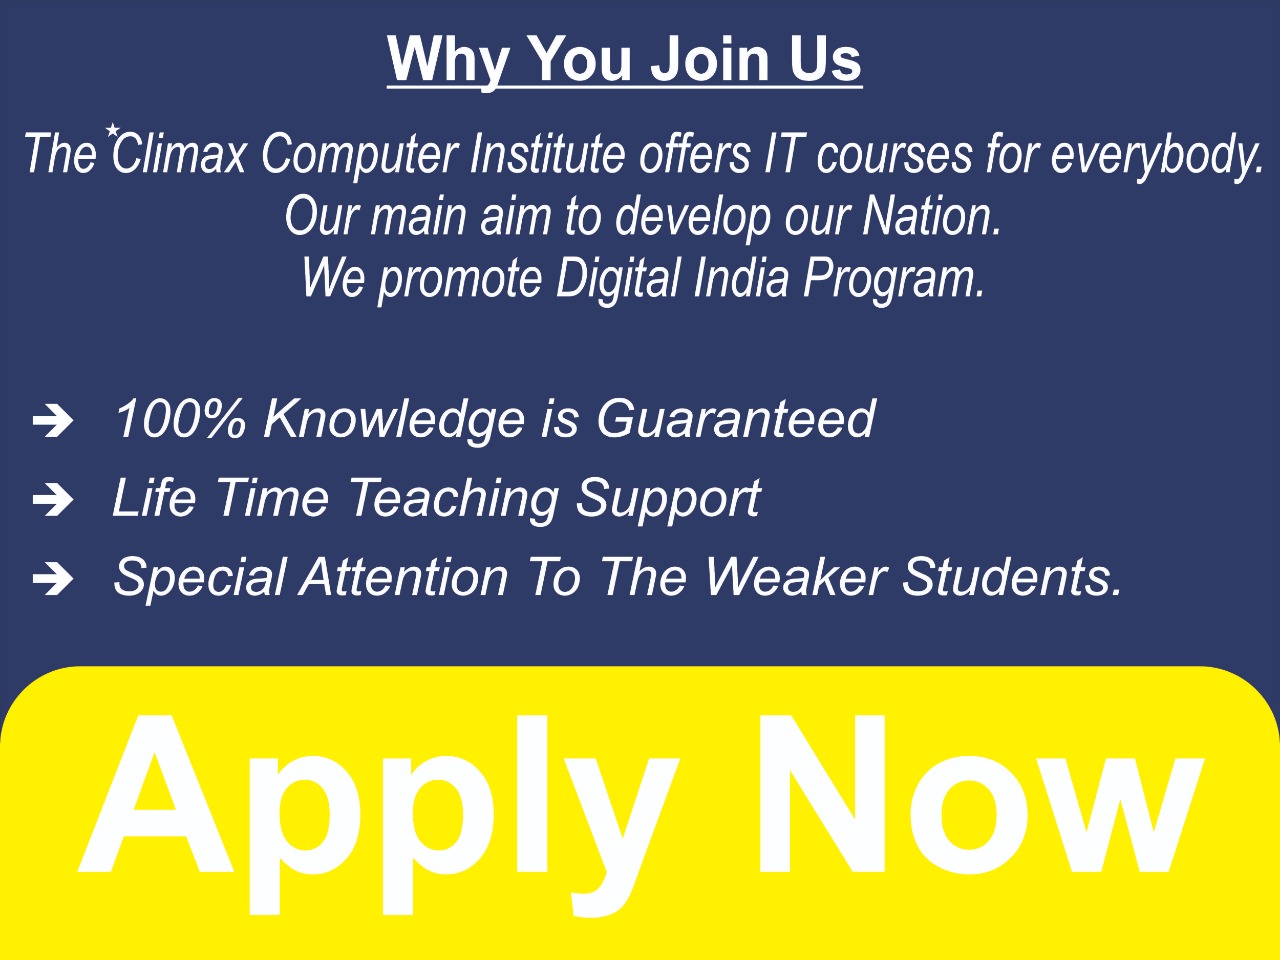 Why You Join Us
The Climax Computer Institute offers IT courses for everybody.
Our main aim to develop our Nation.
We promote Digital India Program.
➔ 100% Knowledge is Guaranteed
➔ Life Time Teaching Support
➔ Special Attention To The Weaker Students.
Apply Now